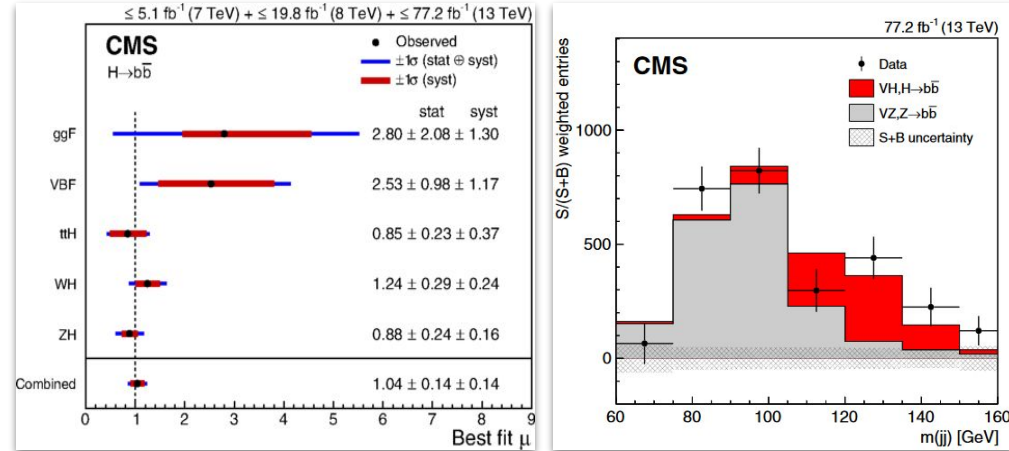 ≤ 5.1 fb⁻¹ (7 TeV) + ≤ 19.8 fb⁻¹ (8 TeV) + ≤ 77.2 fb⁻¹ (13 TeV)
CMS
H→bb̅
Observed
±1σ (stat ⊕ syst)
±1σ (syst)
stat syst
ggF 2.80 ± 2.08 ± 1.30
VBF 2.53 ± 0.98 ± 1.17
ttH 0.85 ± 0.23 ± 0.37
WH 1.24 ± 0.29 ± 0.24
ZH 0.88 ± 0.24 ± 0.16
Combined 1.04 ± 0.14 ± 0.14
0 1 2 3 4 5 6 7 8 9
Best fit μ
77.2 fb⁻¹ (13 TeV)
CMS
Data
VH,H→bb̅
VZ,Z→bb̅
S+B uncertainty
S/(S+B) weighted entries
1000
500
0
60 80 100 120 140 160
m(jj) [GeV]